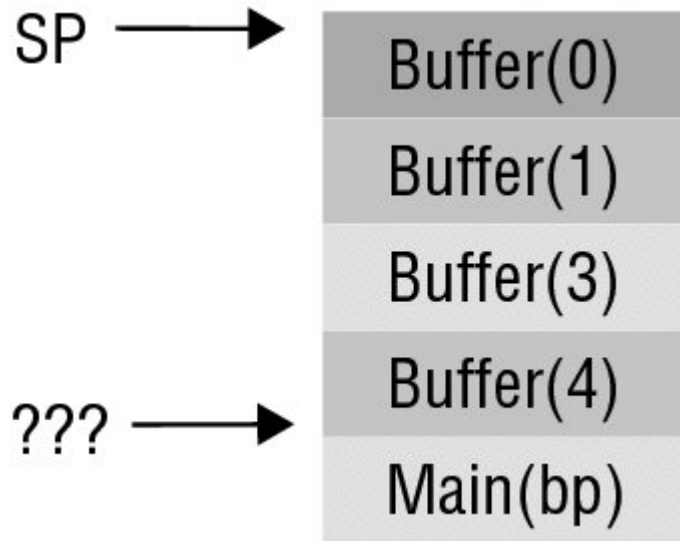 SP
Buffer(0)
Buffer(1)
Buffer(3)
Buffer(4)
???
Main(bp)